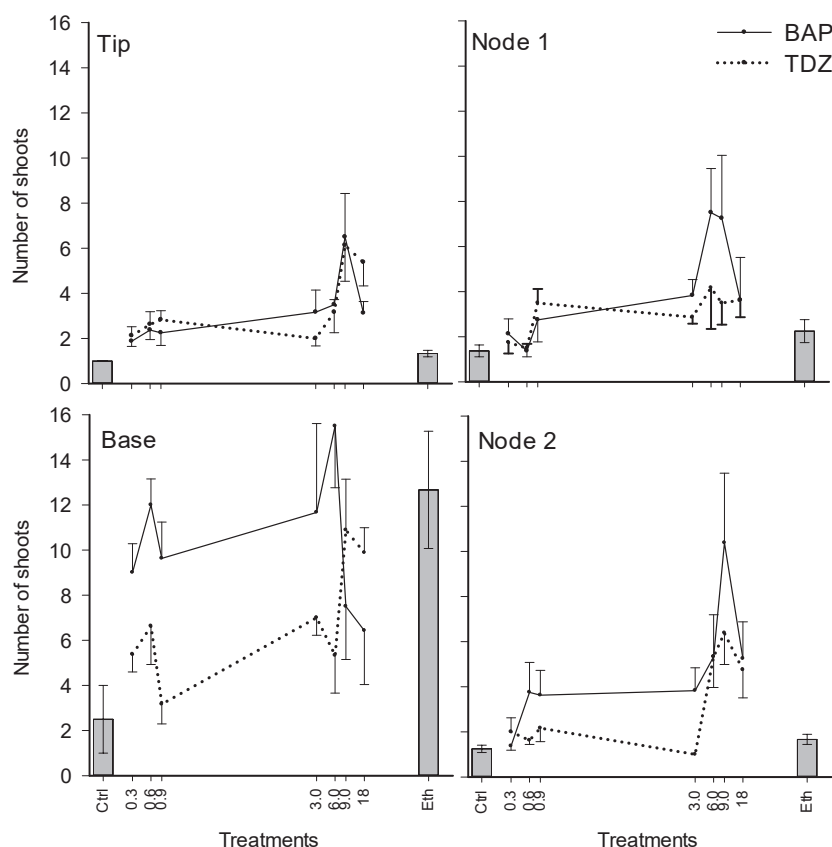 16
14
12
10
8
6
4
2
0
Number of shoots
Tip
Node 1
BAP
TDZ
16
14
12
10
8
6
4
2
0
Number of shoots
Base
Node 2
Ctrl
0.3
0.6
0.9
3.0
6.0
9.0
18
Eth
Ctrl
0.3
0.6
0.9
3.0
6.0
9.0
18
Eth
Treatments
Treatments